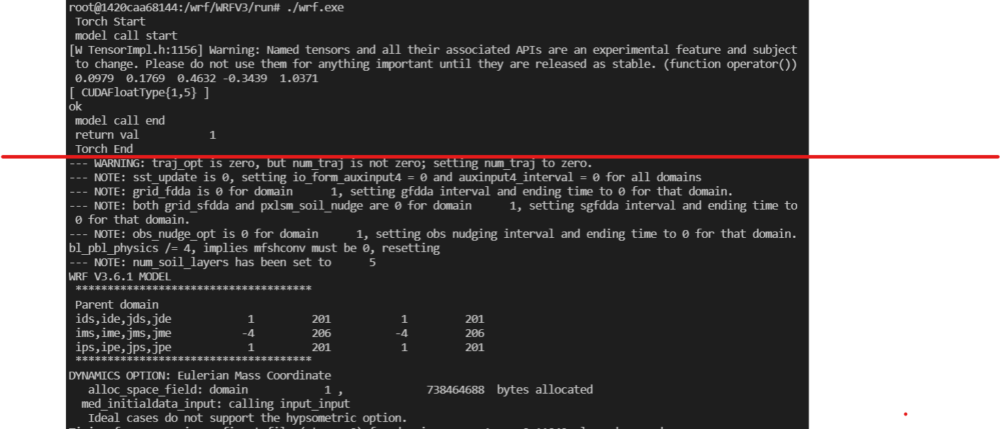 root@1420caa68144:/wrf/WRFV3/run# ./wrf.exe
Torch Start
model call start
[W TensorImpl.h:1156] Warning: Named tensors and all their associated APIs are an experimental feature and subject
to change. Please do not use them for anything important until they are released as stable. (function operator())
0.0979  0.1769  0.4632 -0.3439  1.0371
[ CUDAFloatType{1,5} ]
ok
model call end
return val           1
Torch End
--- WARNING: traj_opt is zero, but num_traj is not zero; setting num_traj to zero.
--- NOTE: sst_update is 0, setting io_form_auxinput4 = 0 and auxinput4_interval = 0 for all domains
--- NOTE: grid_fdda is 0 for domain      1, setting gfdda interval and ending time to 0 for that domain.
--- NOTE: both grid_sfdda and pxlsm_soil_nudge are 0 for domain      1, setting sgfdda interval and ending time to
0 for that domain.
--- NOTE: obs_nudge_opt is 0 for domain      1, setting obs nudging interval and ending time to 0 for that domain.
bl_pbl_physics /= 4, implies mfshconv must be 0, resetting
--- NOTE: num_soil_layers has been set to      5
WRF V3.6.1 MODEL
*************************************
Parent domain
ids,ide,jds,jde            1         201           1         201
ims,ime,jms,jme           -4         206          -4         206
ips,ipe,jps,jpe            1         201           1         201
*************************************
DYNAMICS OPTION: Eulerian Mass Coordinate
alloc_space_field: domain            1 ,             738464688  bytes allocated
med_initialdata_input: calling input_input
Ideal cases do not support the hypsometric option.